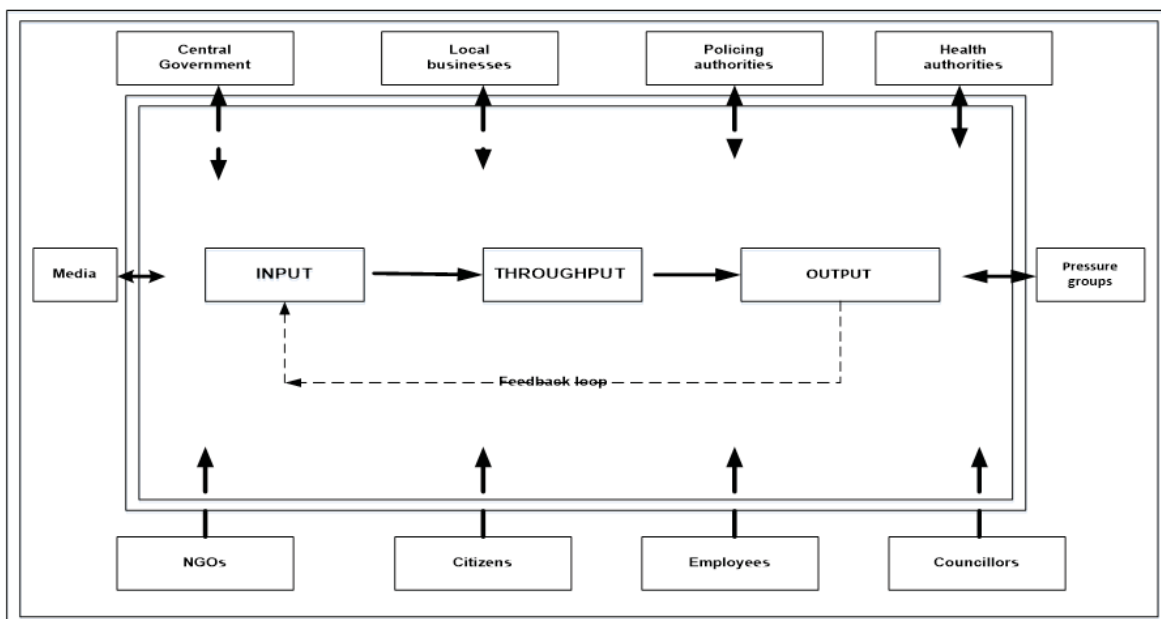 Central
Government
Local
businesses
Policing
authorities
Health
authorities
Media
INPUT
THROUGHPUT
OUTPUT
Pressure
groups
Feedback loop
NGOs
Citizens
Employees
Councillors